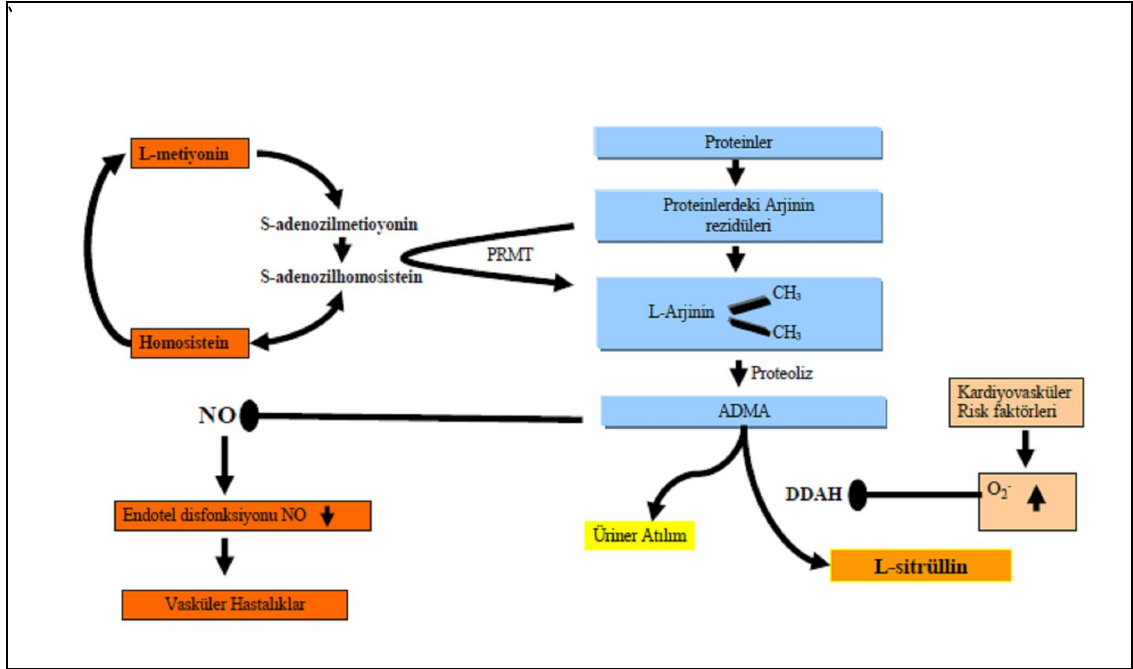 L-metiyonin
S-adenozilmetioyonin
S-adenozilhomosistein
Homosistein
PRMT
Proteinler
Proteinlerdeki Arjinin
rezidüleri
L-Arjinin
CH₃
CH₃
Proteoliz
ADMA
NO
Endotel disfonksiyonu NO
Vasküler Hastalıklar
Üriner Atılım
DDAH
Kardiyovasküler
Risk faktörleri
O₂⁻
L-sitrüllin